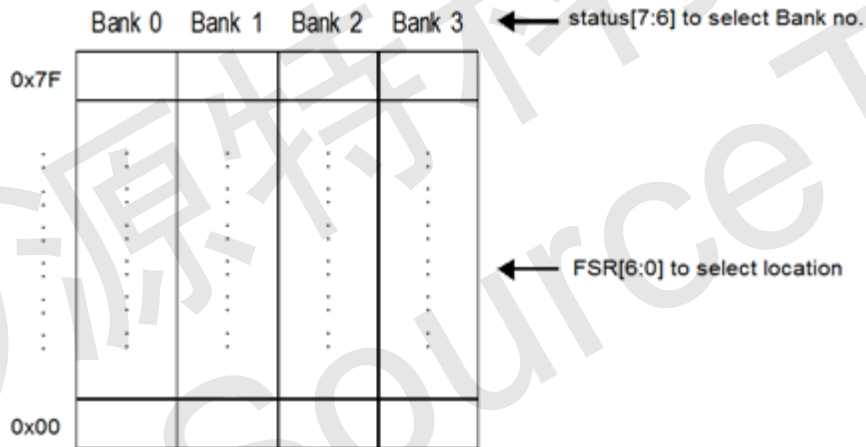 Bank 0 Bank 1 Bank 2 Bank 3 status[7:6] to select Bank no.
0x7F
FSR[6:0] to select location
0x00
源特科
Source T